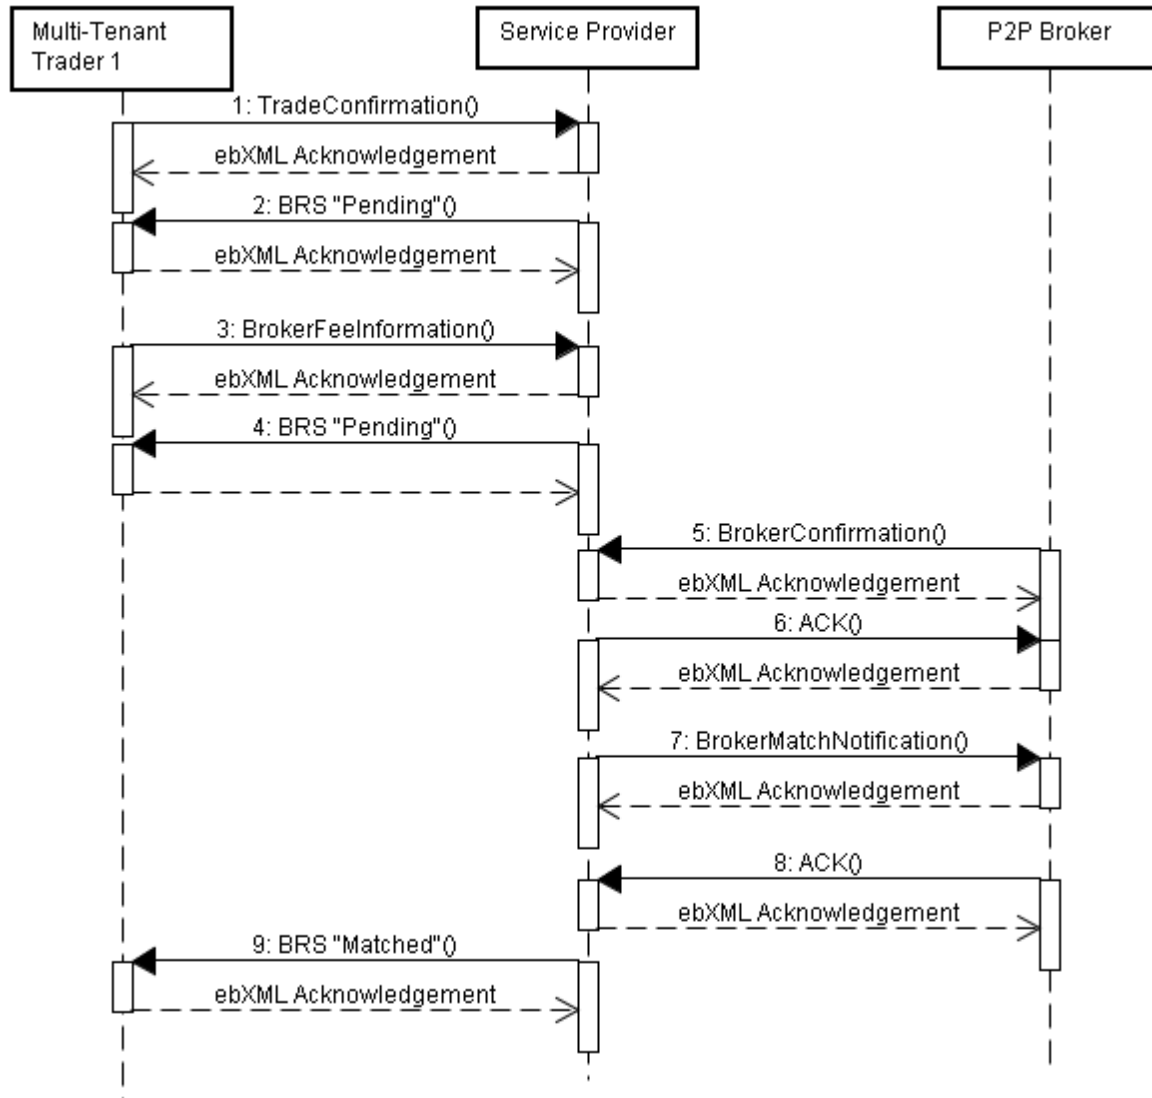 Multi-Tenant
Trader 1
Service Provider
P2P Broker
1: TradeConfirmation()
ebXML Acknowledgement
2: BRS "Pending"()
ebXML Acknowledgement
3: BrokerFeeInformation()
ebXML Acknowledgement
4: BRS "Pending"()
5: BrokerConfirmation()
ebXML Acknowledgement
6: ACK()
ebXML Acknowledgement
7: BrokerMatchNotification()
ebXML Acknowledgement
8: ACK()
ebXML Acknowledgement
9: BRS "Matched"()
ebXML Acknowledgement